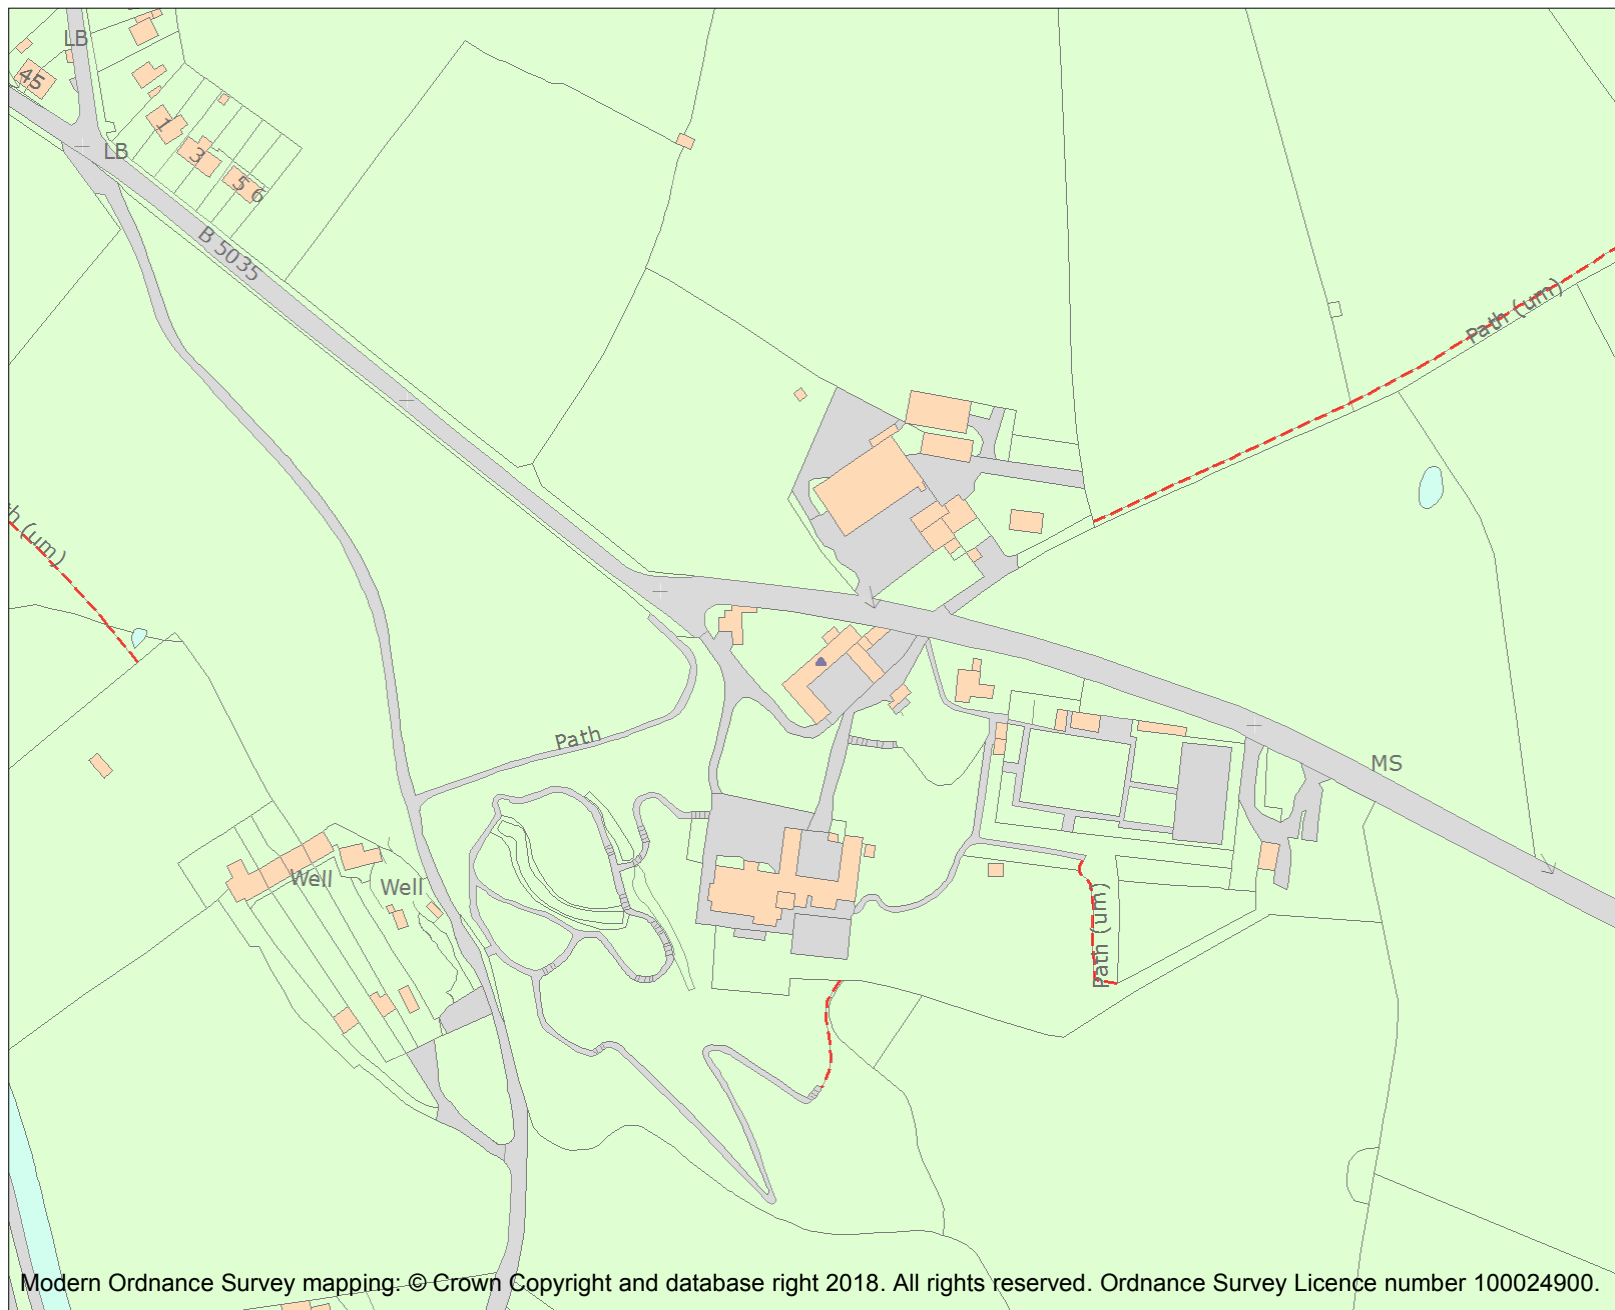 LB
45
1
LB
3
5 6
B 5035
Path (um)
th (um)
Path
MS
Well
Well
Path (um)
Modern Ordnance Survey mapping: © Crown Copyright and database right 2018. All rights reserved. Ordnance Survey Licence number 100024900.